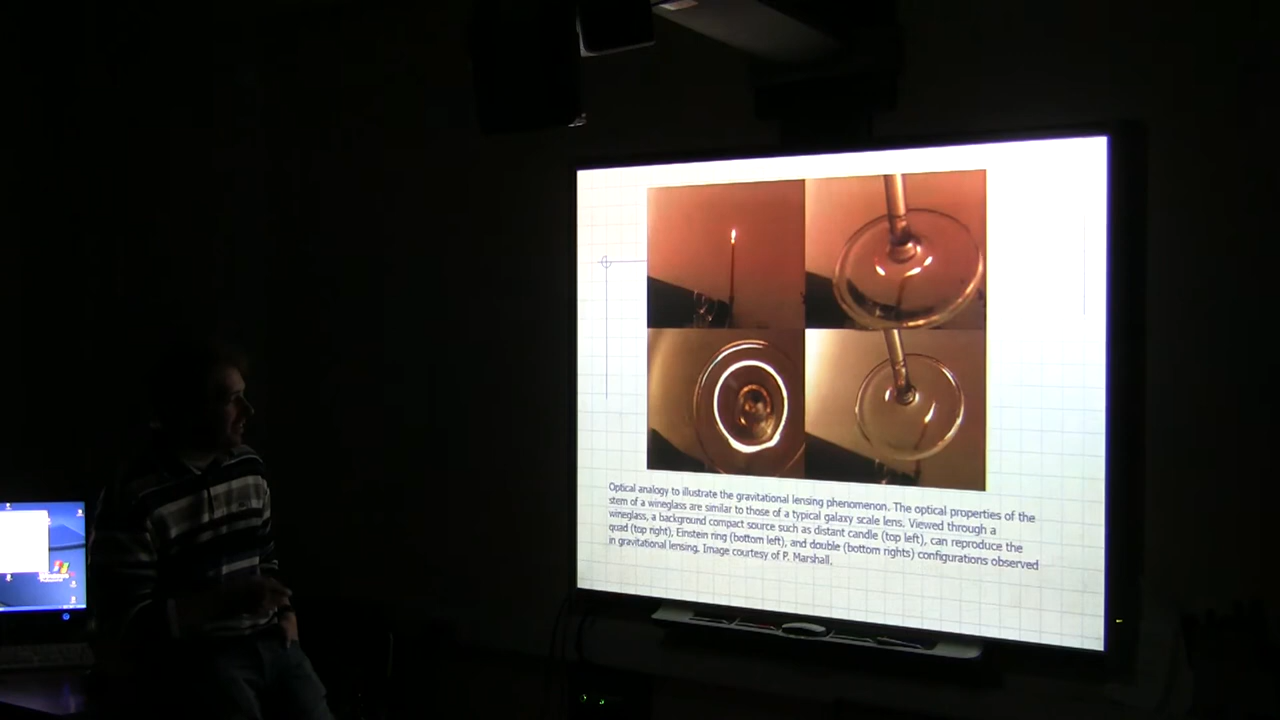 Optical analogy to illustrate the gravitational lensing phenomenon. The optical properties of the
stem of a wineglass are similar to those of a typical galaxy scale lens. Viewed through a
wineglass, a background compact source such as distant candle (top left), can reproduce the
quad (top right), Einstein ring (bottom left), and double (bottom rights) configurations observed
in gravitational lensing. Image courtesy of P. Marshall.